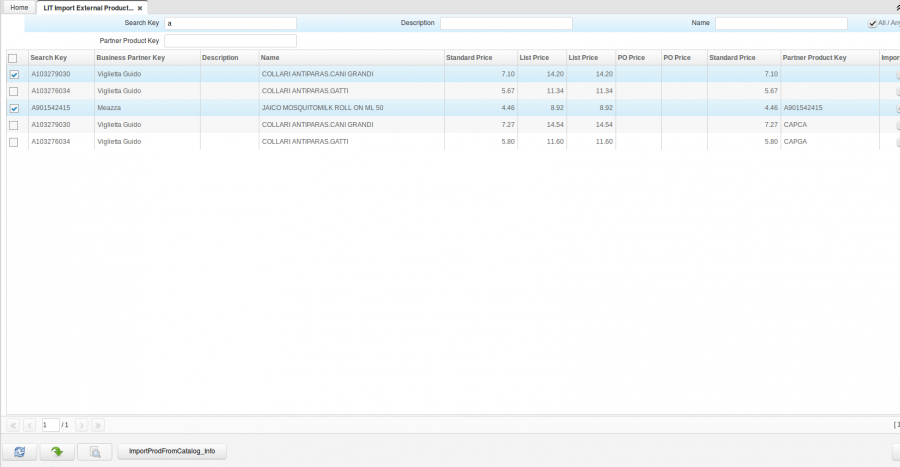 Home LIT Import External Product...
Search Key a Description Name All / Any
Partner Product Key
Search Key Business Partner Key Description Name Standard Price List Price List Price PO Price PO Price Standard Price Partner Product Key Impor
A103279030 Viglietta Guido COLLARI ANTIPARAS.CANI GRANDI 7.10 14.20 14.20 7.10
A103276034 Viglietta Guido COLLARI ANTIPARAS.GATTI 5.67 11.34 11.34 5.67
A901542415 Meazza JAICO MOSQUITOMILK ROLL ON ML 50 4.46 8.92 8.92 4.46 A901542415
A103279030 Viglietta Guido COLLARI ANTIPARAS.CANI GRANDI 7.27 14.54 14.54 7.27 CAPCA
A103276034 Viglietta Guido COLLARI ANTIPARAS.GATTI 5.80 11.60 11.60 5.80 CAPGA
1 / 1 [ 1
ImportProdFromCatalog_Info